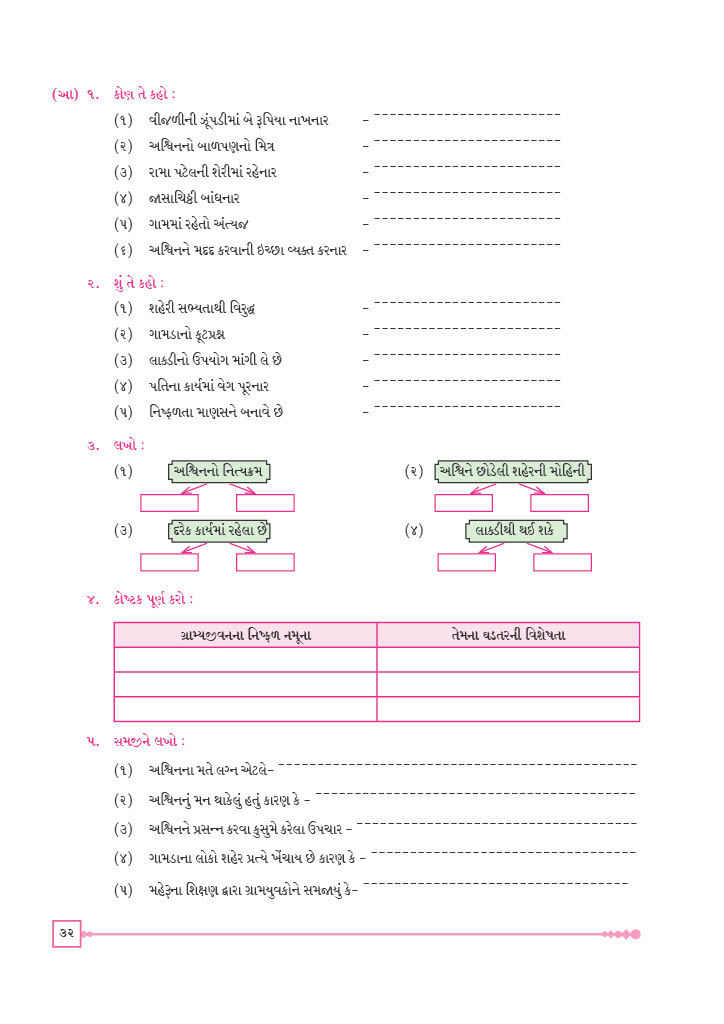 (આ) ૧. કોણ તે કહો :
(૧) વીજળીની ઝૂંપડીમાં બે રૂપિયા નાખનાર –
(૨) અશ્વિનનો બાળપણનો મિત્ર –
(૩) રામા પટેલની શેરીમાં રહેનાર –
(૪) જાસાચિઠ્ઠી બાંધનાર –
(૫) ગામમાં રહેતો અંત્યજ –
(૬) અશ્વિનને મદદ કરવાની ઇચ્છા વ્યક્ત કરનાર –
૨. શું તે કહો :
(૧) શહેરી સભ્યતાથી વિરુદ્ધ –
(૨) ગામડાનો કૂટપ્રશ્ન –
(૩) લાકડીનો ઉપયોગ માંગી લે છે –
(૪) પતિના કાર્યમાં વેગ પૂરનાર –
(૫) નિષ્ફળતા માણસને બનાવે છે –
૩. લખો :
(૧) અશ્વિનનો નિત્યક્રમ (૨) અશ્વિને છોડેલી શહેરની મોહિની
(૩) દરેક કાર્યમાં રહેલા છે (૪) લાકડીથી થઈ શકે
૪. કોષ્ટક પૂર્ણ કરો :
ગ્રામ્યજીવનના નિષ્ફળ નમૂના તેમના ઘડતરની વિશેષતા
૫. સમજીને લખો :
(૧) અશ્વિનના મતે લગ્ન એટલે–
(૨) અશ્વિનનું મન થાકેલું હતું કારણ કે –
(૩) અશ્વિનને પ્રસન્ન કરવા કુસુમે કરેલા ઉપચાર –
(૪) ગામડાના લોકો શહેર પ્રત્યે ખેંચાય છે કારણ કે –
(૫) મહેરૂના શિક્ષણ દ્વારા ગ્રામયુવકોને સમજાયું કે–
૩૨